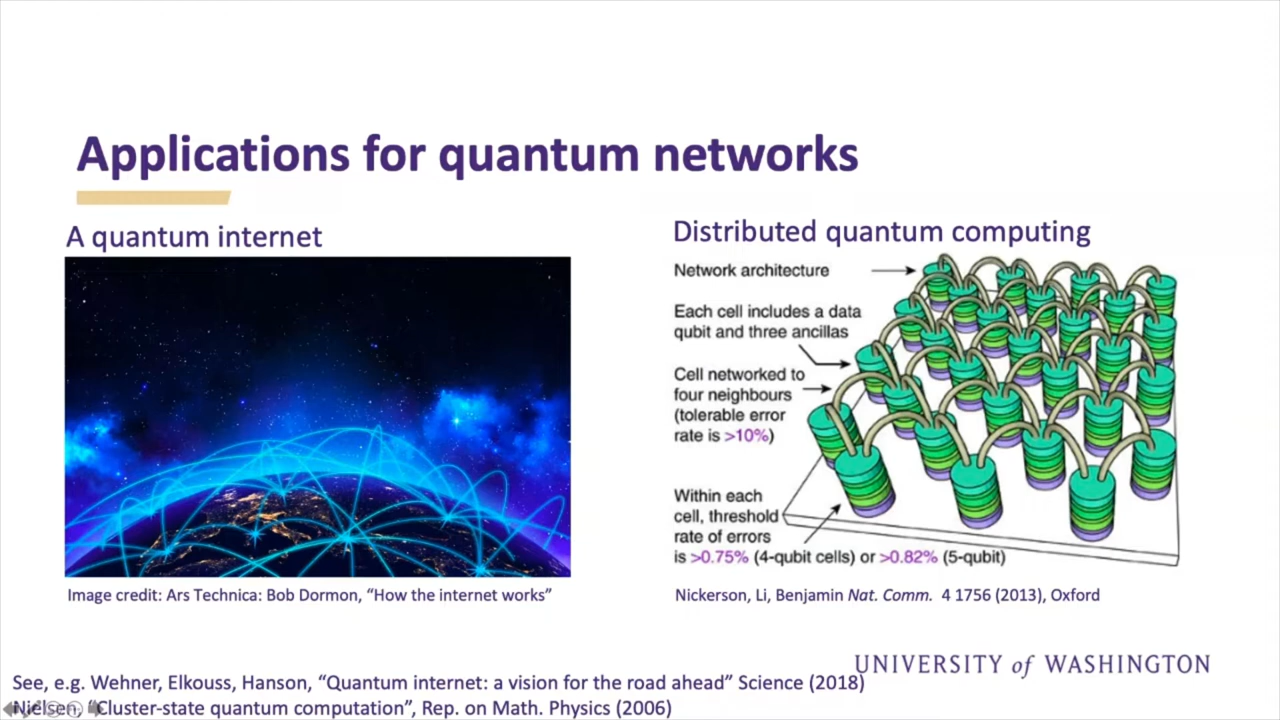 Applications for quantum networks
A quantum internet
Image credit: Ars Technica: Bob Dormon, “How the internet works”
Distributed quantum computing
Network architecture
Each cell includes a data
qubit and three ancillas
Cell networked to
four neighbours
(tolerable error
rate is >10%)
Within each
cell, threshold
rate of errors
is >0.75% (4-qubit cells) or >0.82% (5-qubit)
Nickerson, Li, Benjamin Nat. Comm. 4 1756 (2013), Oxford
UNIVERSITY of WASHINGTON
See, e.g. Wehner, Elkouss, Hanson, “Quantum internet: a vision for the road ahead” Science (2018)
Nielsen, “Cluster-state quantum computation”, Rep. on Math. Physics (2006)